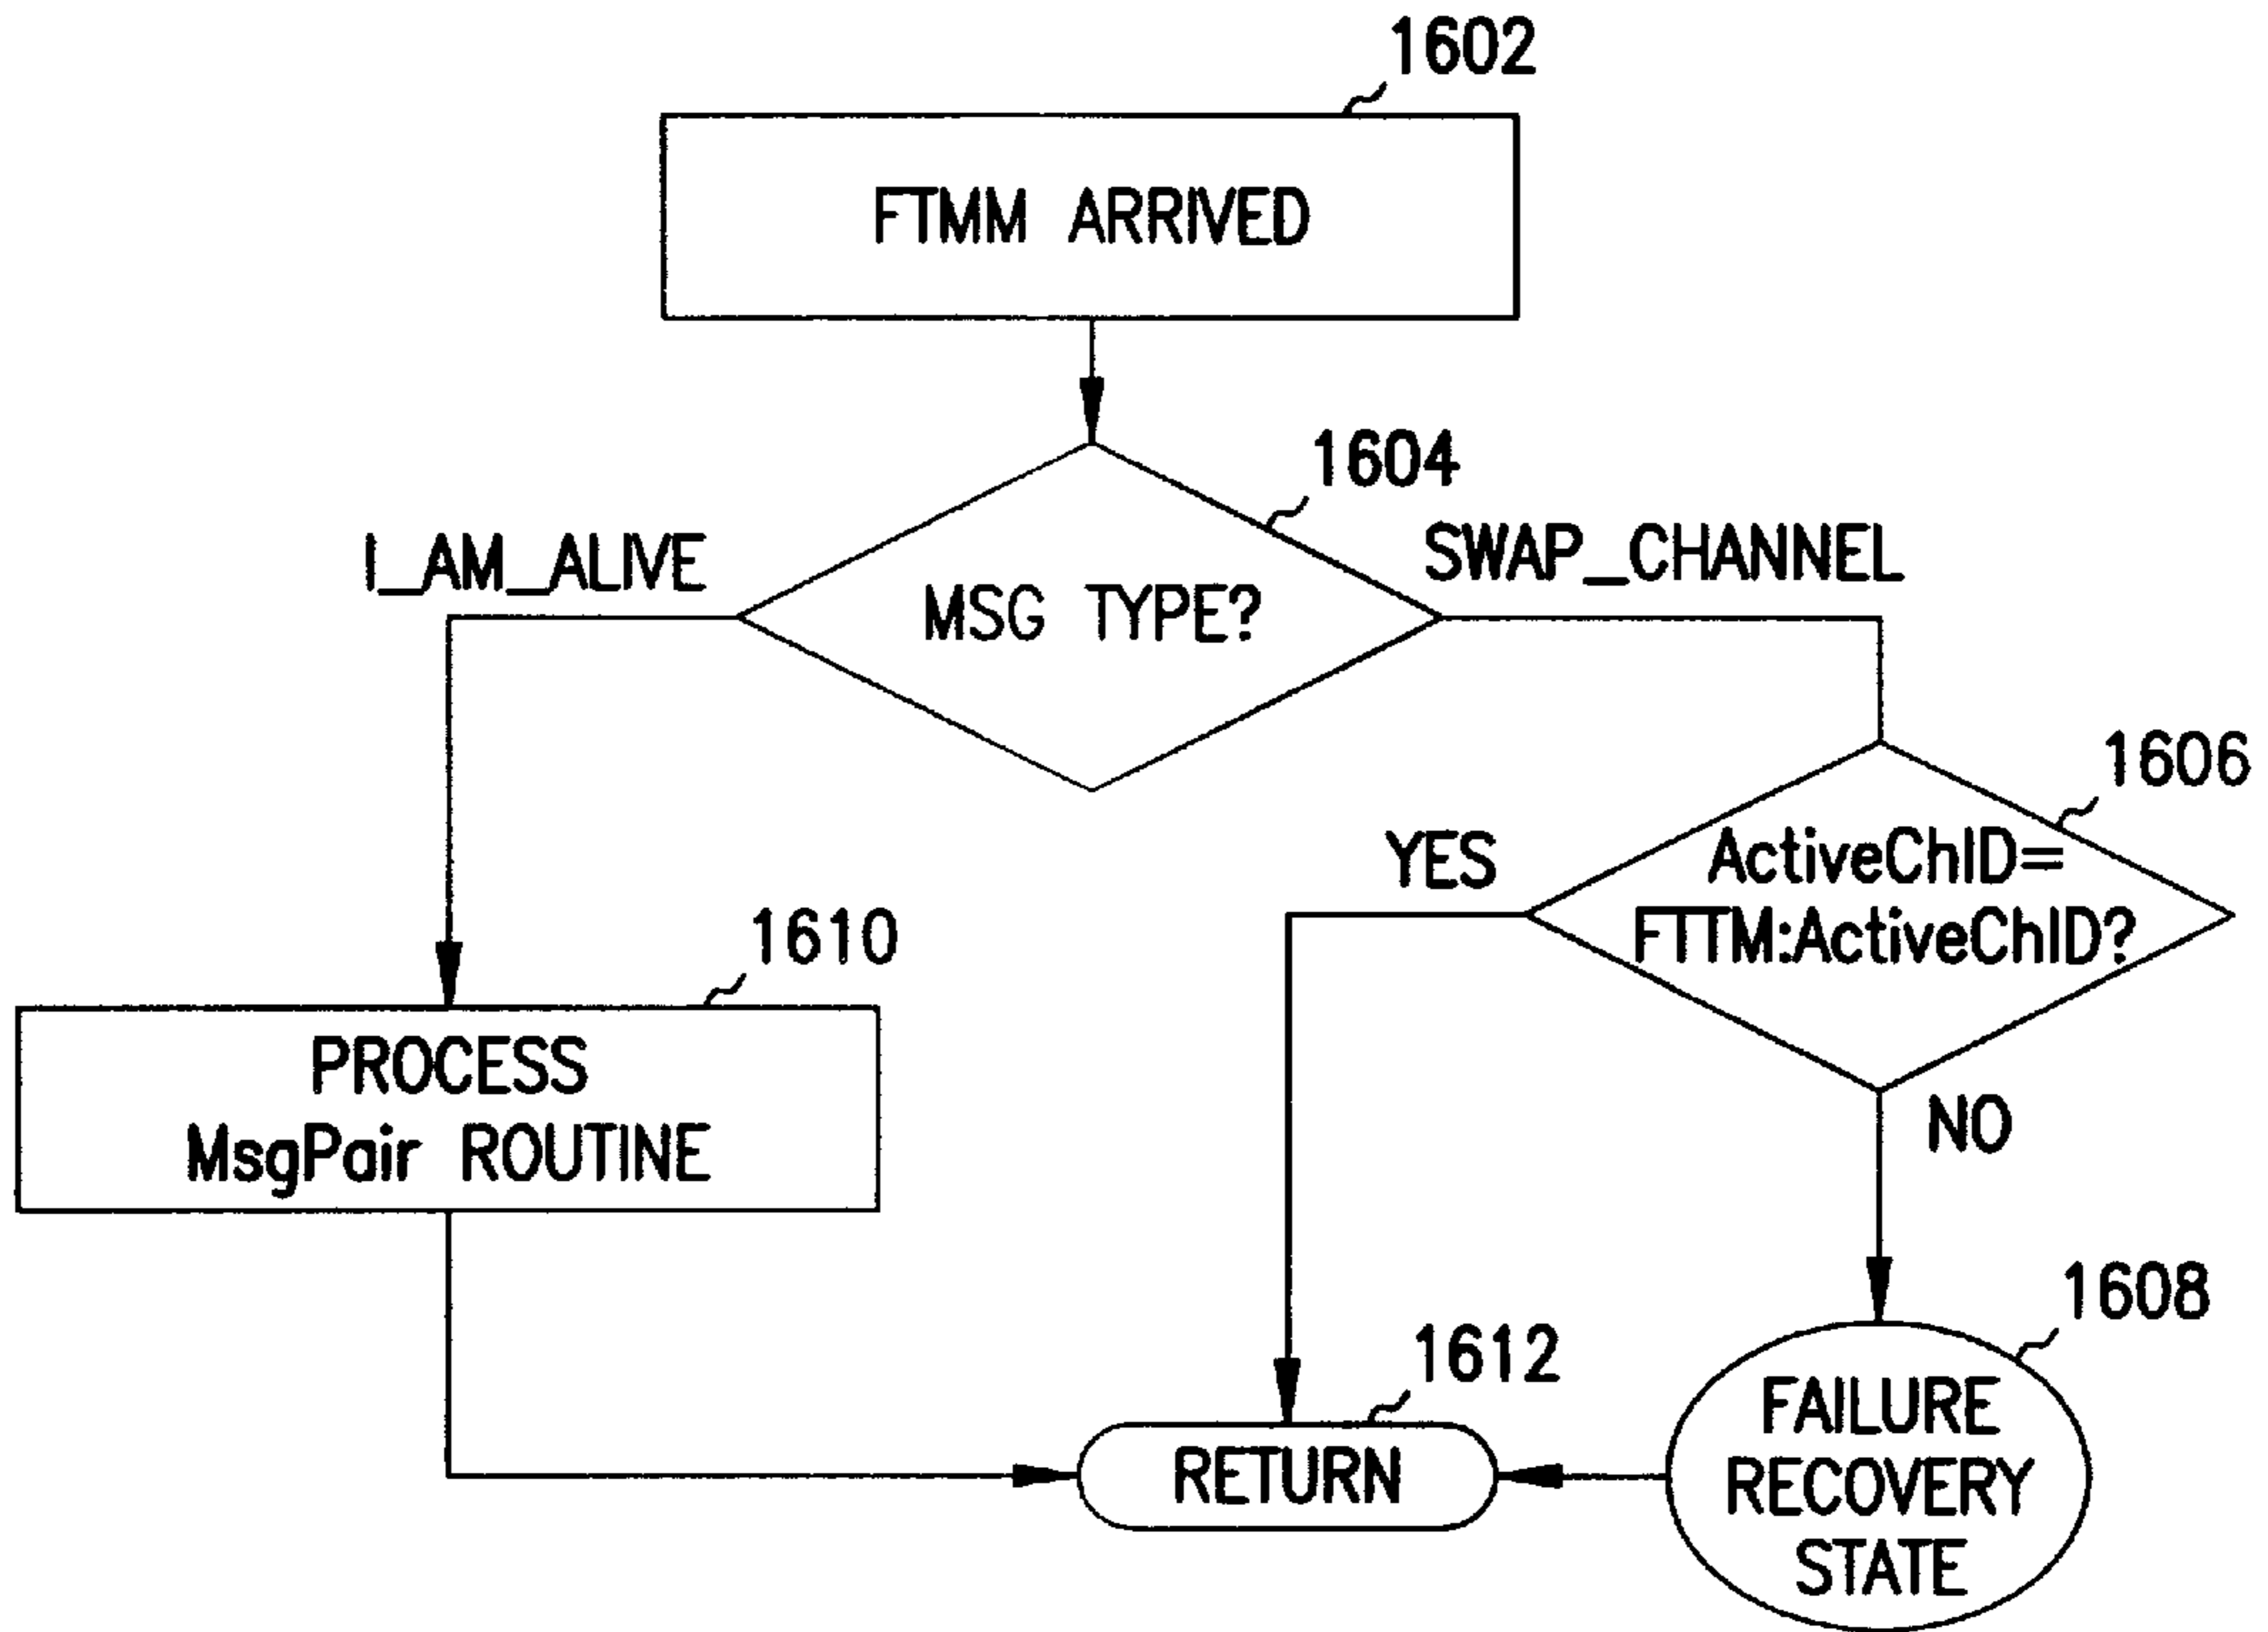 1602
FTMM ARRIVED
1604
I_AM_ALIVE
SWAP_CHANNEL
MSG TYPE?
1606
YES
ActiveChID=
FTTM:ActiveChID?
1610
NO
PROCESS
MsgPair ROUTINE
1608
1612
FAILURE
RETURN
RECOVERY
STATE